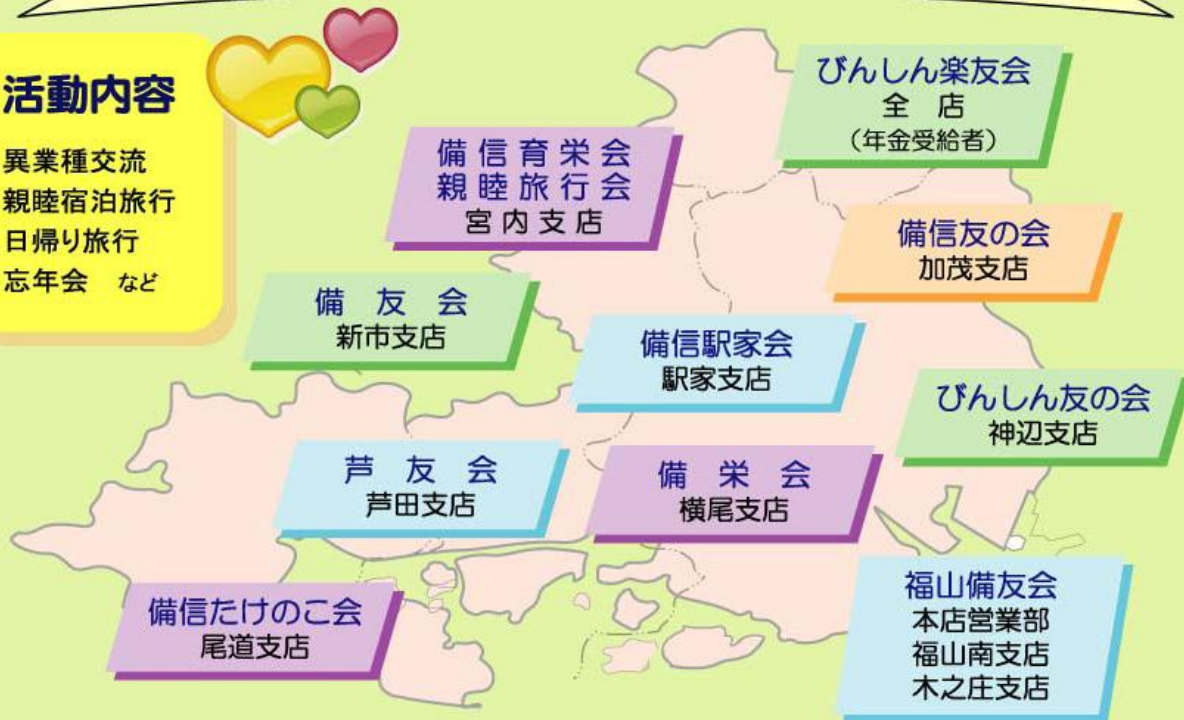 活動内容
異業種交流
親睦宿泊旅行
日帰り旅行
忘年会 など
びんしん楽友会
全 店
（年金受給者）
備信育栄会
親睦旅行会
宮内支店
備信友の会
加茂支店
備 友 会
新市支店
備信駅家会
駅家支店
びんしん友の会
神辺支店
芦 友 会
芦田支店
備 栄 会
横尾支店
備信たけのこ会
尾道支店
福山備友会
本店営業部
福山南支店
木之庄支店